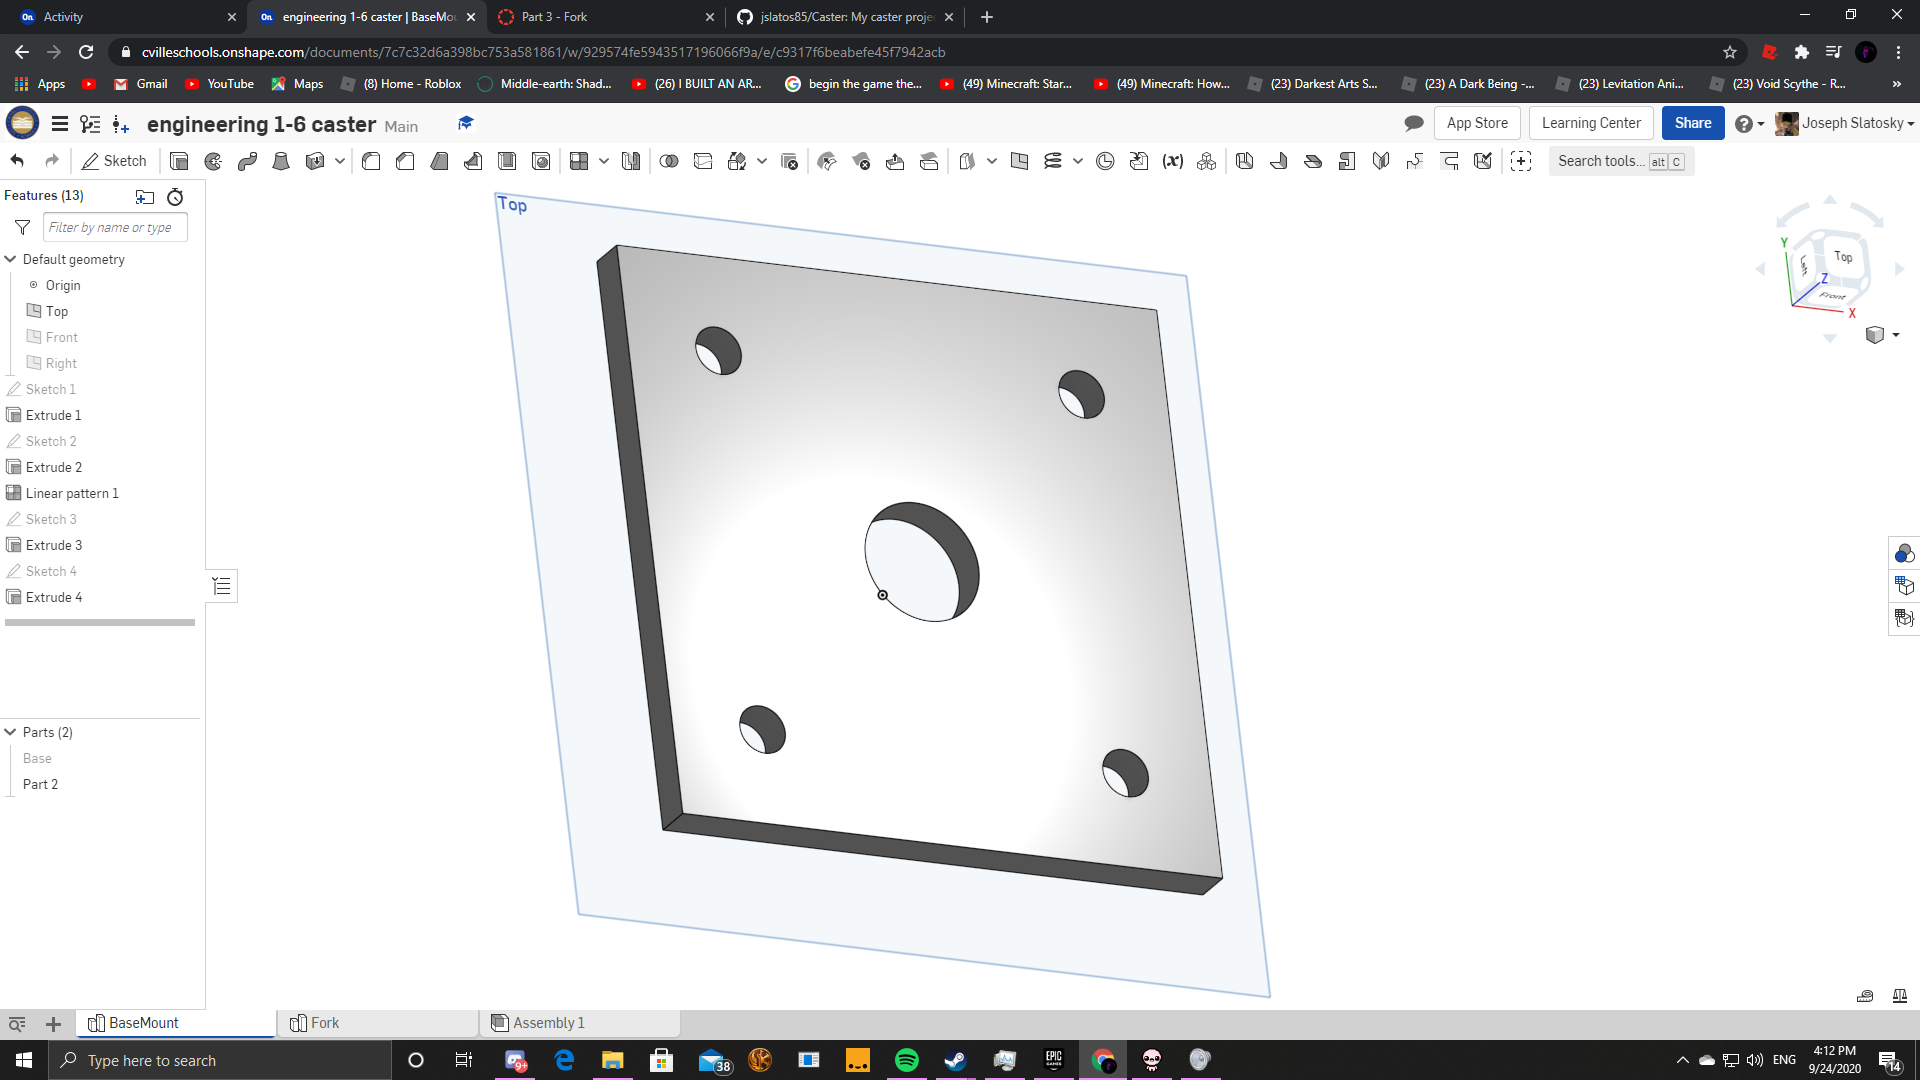 Activity
engineering 1-6 caster | BaseMou
Part 3 - Fork
jslatos85/Caster: My caster proje
cvilleschools.onshape.com/documents/7c7c32d6a398bc753a581861/w/929574fe5943517196066f9a/e/c9317f6beabefe45f7942acb
Apps
Gmail
YouTube
Maps
(8) Home - Roblox
Middle-earth: Shad...
(26) I BUILT AN AR...
begin the game the...
(49) Minecraft: Star...
(49) Minecraft: How...
(23) Darkest Arts S...
(23) A Dark Being -...
(23) Levitation Ani...
(23) Void Scythe - R...
»
engineering 1-6 caster Main
App Store
Learning Center
Share
Joseph Slatosky
Sketch
(x)
Search tools... alt C
Features (13)
Filter by name or type
Default geometry
Origin
Top
Front
Right
Sketch 1
Extrude 1
Sketch 2
Extrude 2
Linear pattern 1
Sketch 3
Extrude 3
Sketch 4
Extrude 4
Parts (2)
Base
Part 2
Top
Y
Top
Left
Z
Front
X
BaseMount
Fork
Assembly 1
Type here to search
9+
38
EPIC GAMES
ENG
4:12 PM
9/24/2020
14